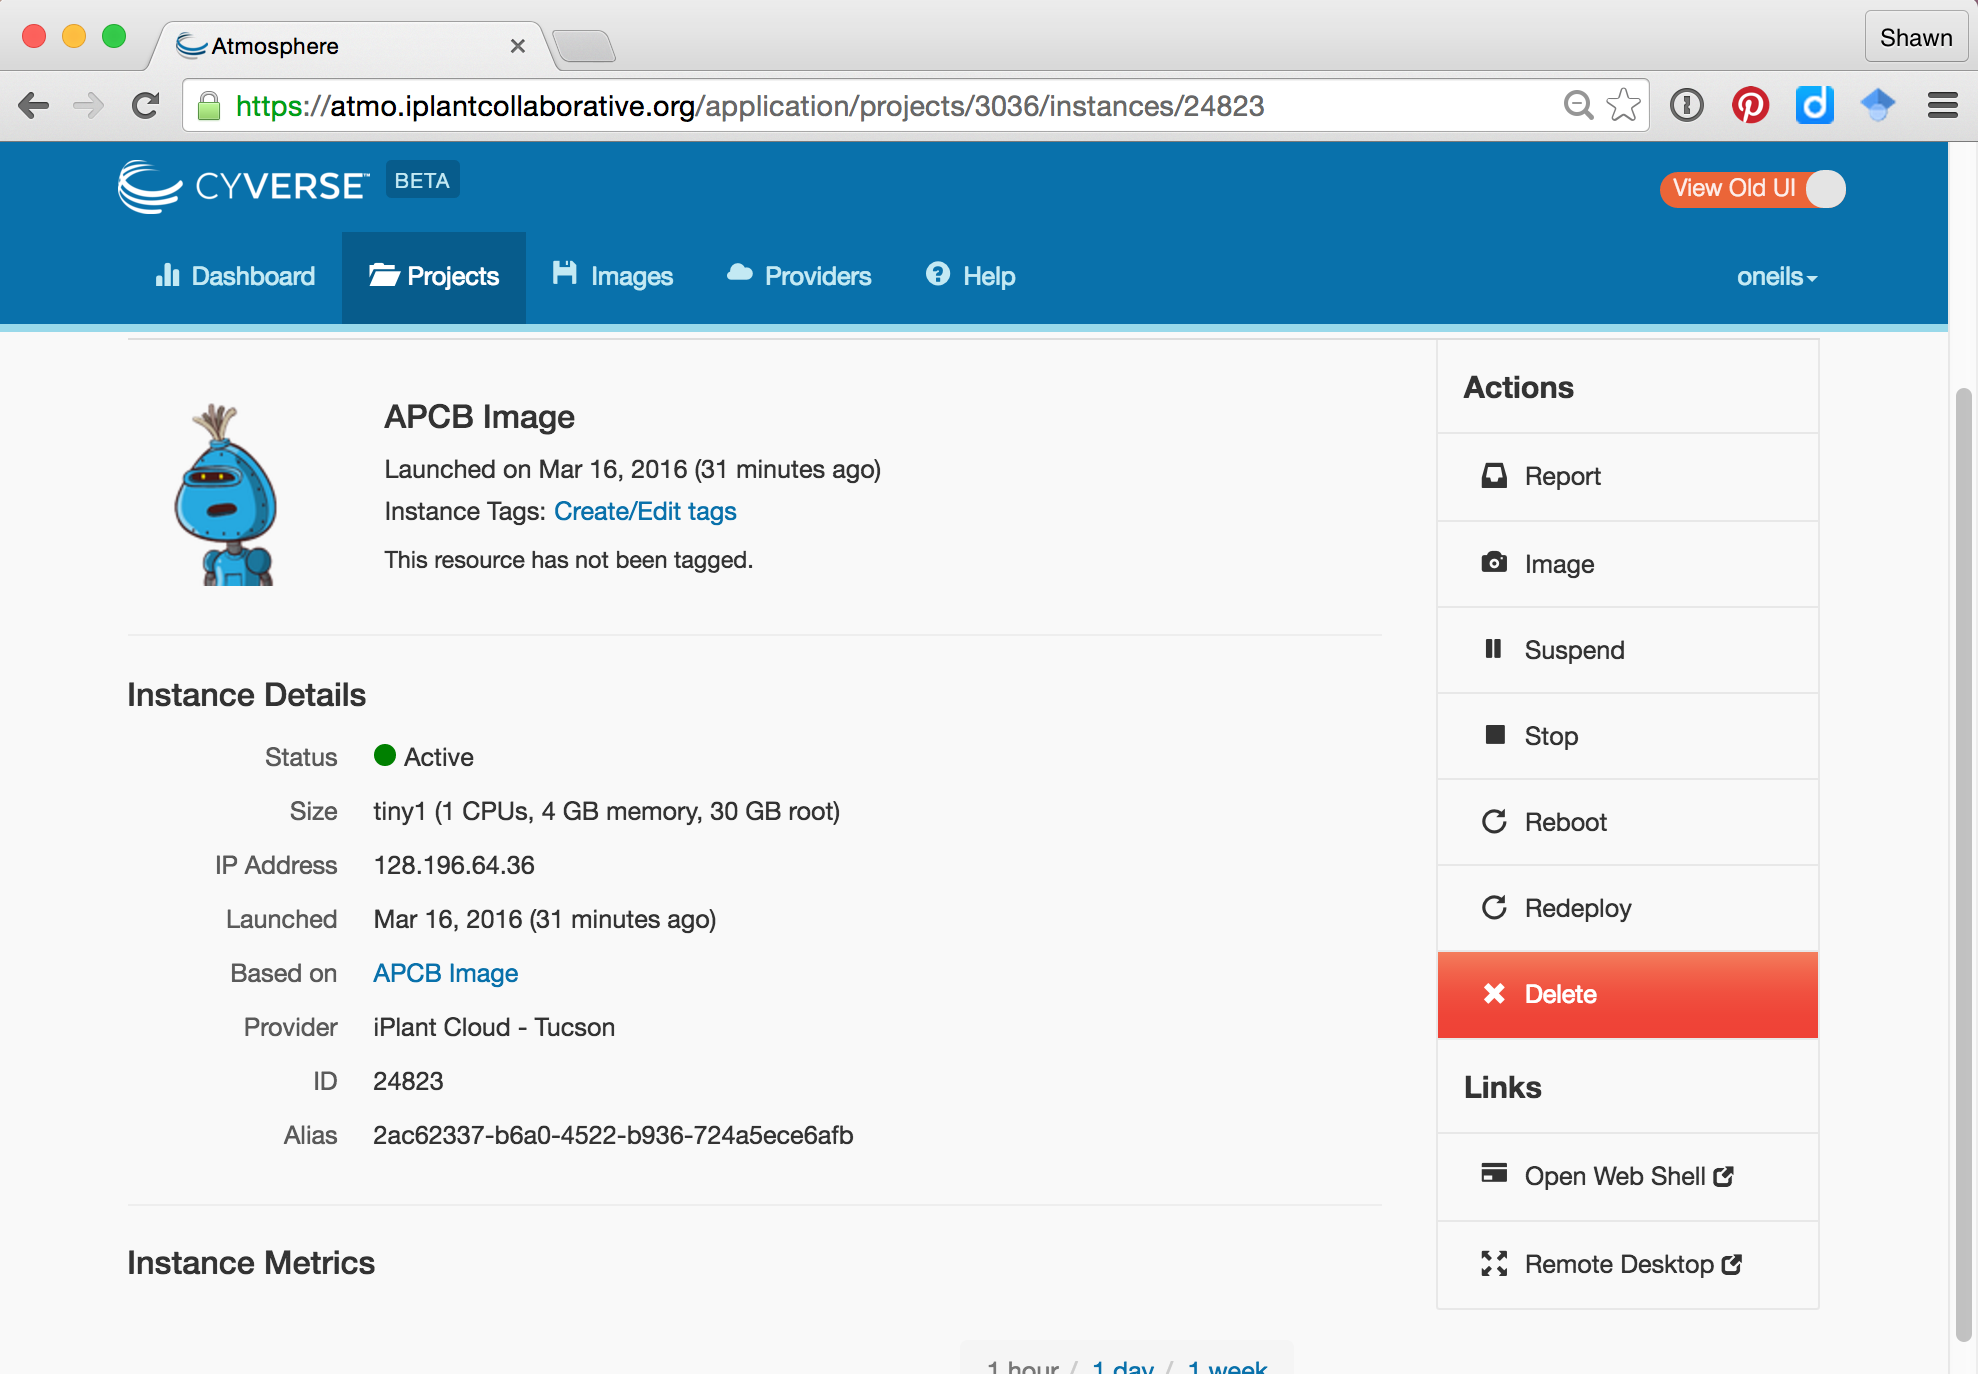 Atmosphere
Shawn
https://atmo.iplantcollaborative.org/application/projects/3036/instances/24823
CYVERSE™ BETA
View Old UI
Dashboard
Projects
Images
Providers
Help
oneils
APCB Image
Launched on Mar 16, 2016 (31 minutes ago)
Instance Tags: Create/Edit tags
This resource has not been tagged.
Instance Details
Status Active
Size tiny1 (1 CPUs, 4 GB memory, 30 GB root)
IP Address 128.196.64.36
Launched Mar 16, 2016 (31 minutes ago)
Based on APCB Image
Provider iPlant Cloud - Tucson
ID 24823
Alias 2ac62337-b6a0-4522-b936-724a5ece6afb
Instance Metrics
1 hour / 1 day / 1 week
Actions
Report
Image
Suspend
Stop
Reboot
Redeploy
Delete
Links
Open Web Shell
Remote Desktop